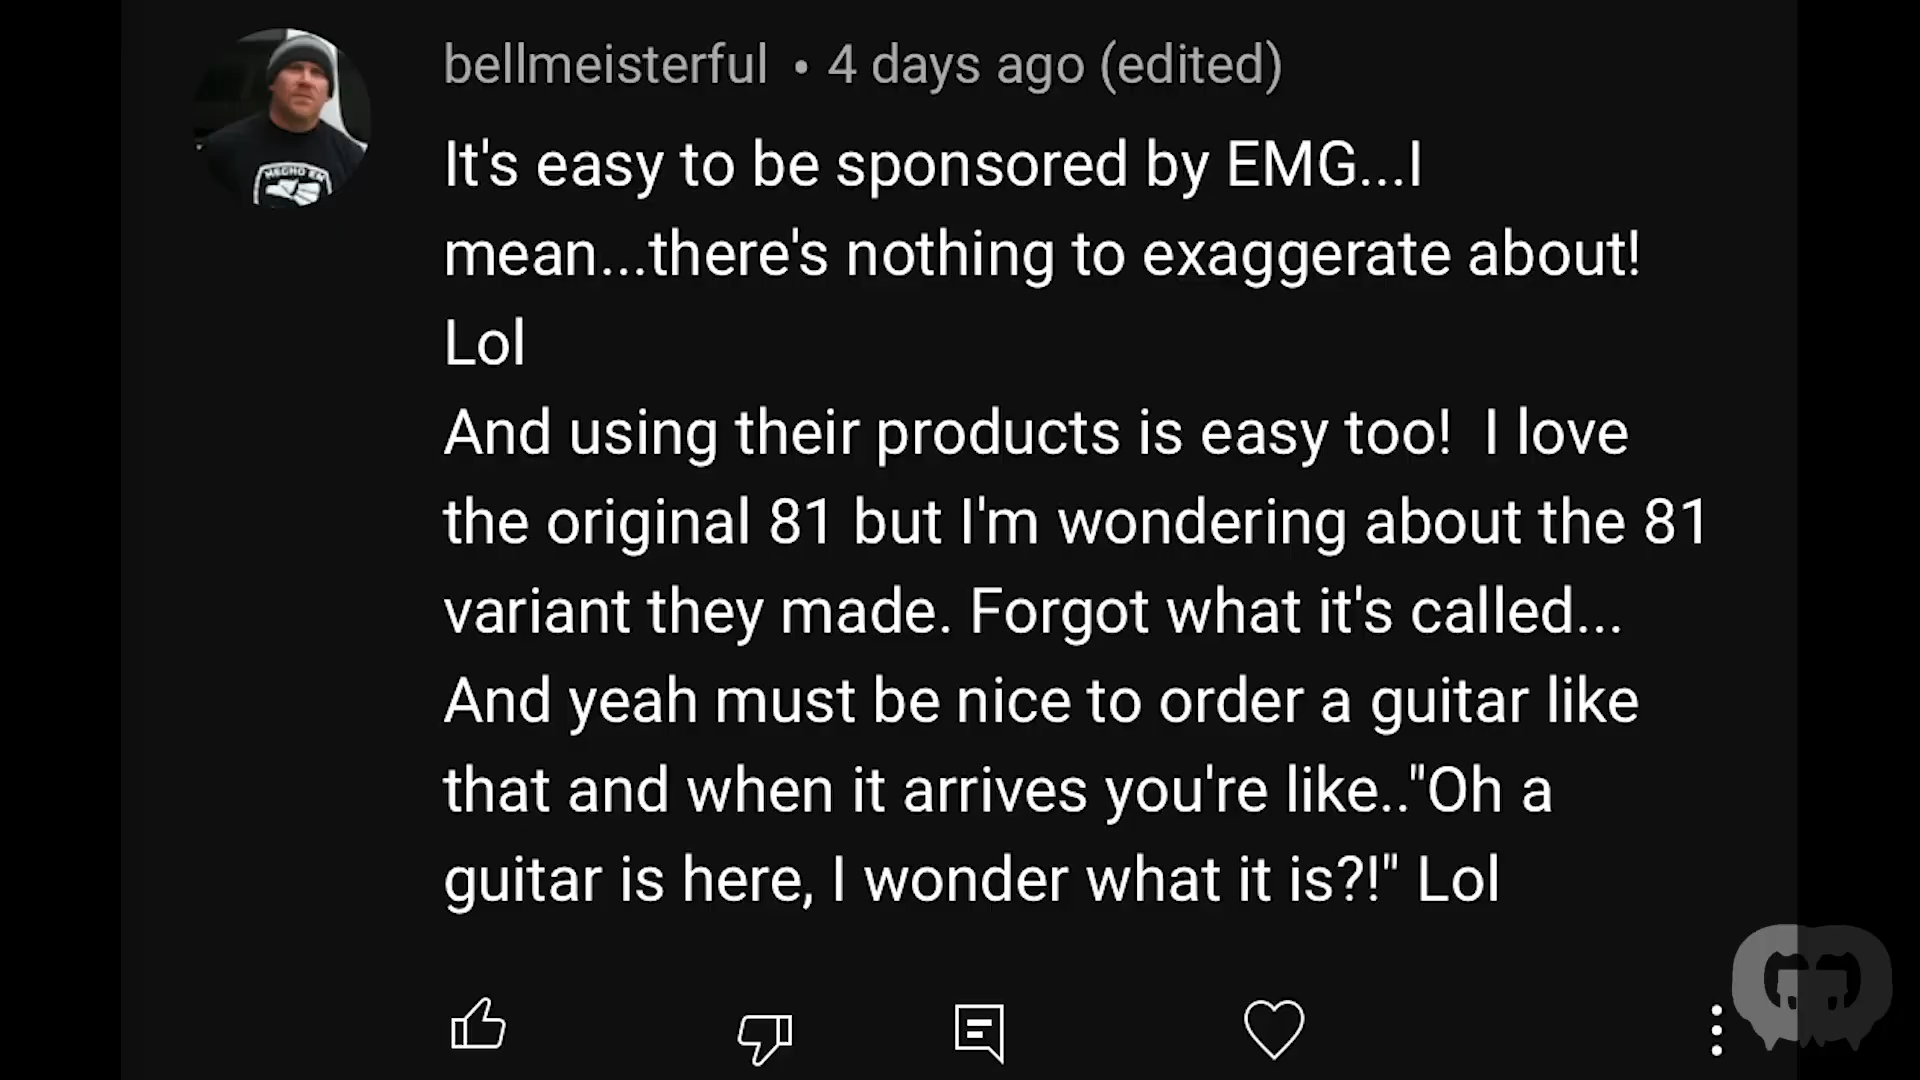 bellmeisterful • 4 days ago (edited)
It's easy to be sponsored by EMG...I
mean...there's nothing to exaggerate about!
Lol
And using their products is easy too!  I love
the original 81 but I'm wondering about the 81
variant they made. Forgot what it's called...
And yeah must be nice to order a guitar like
that and when it arrives you're like.."Oh a
guitar is here, I wonder what it is?!" Lol
HECHO EN